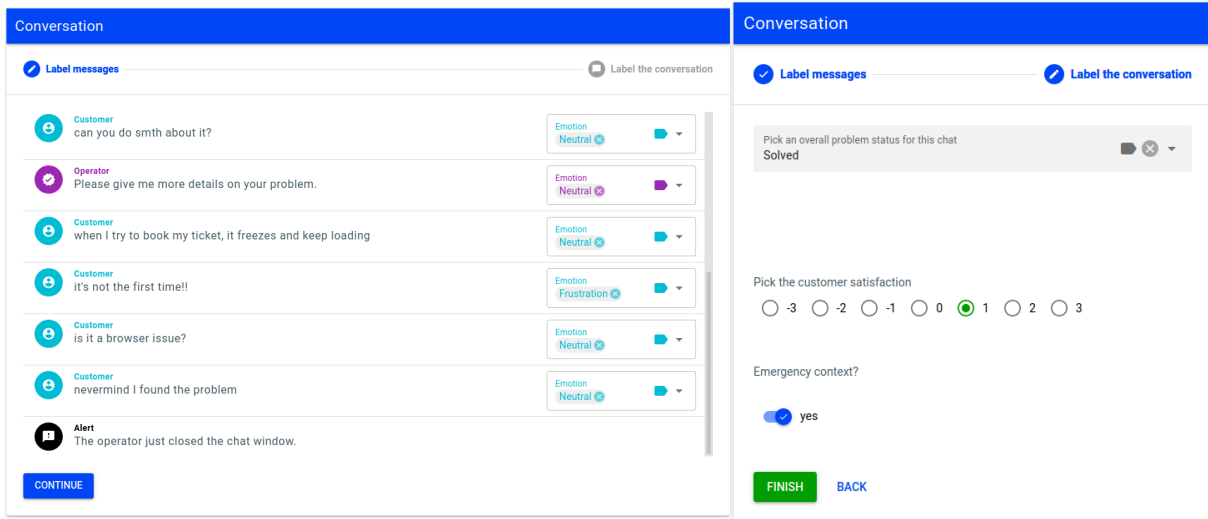 Conversation
Label messages
Label the conversation
Customer
can you do smth about it?
Emotion
Neutral
Operator
Please give me more details on your problem.
Emotion
Neutral
Customer
when I try to book my ticket, it freezes and keep loading
Emotion
Neutral
Customer
it's not the first time!!
Emotion
Frustration
Customer
is it a browser issue?
Emotion
Neutral
Customer
nevermind I found the problem
Emotion
Neutral
Alert
The operator just closed the chat window.
CONTINUE
Conversation
Label messages
Label the conversation
Pick an overall problem status for this chat
Solved
Pick the customer satisfaction
-3 -2 -1 0 1 2 3
Emergency context?
yes
FINISH BACK